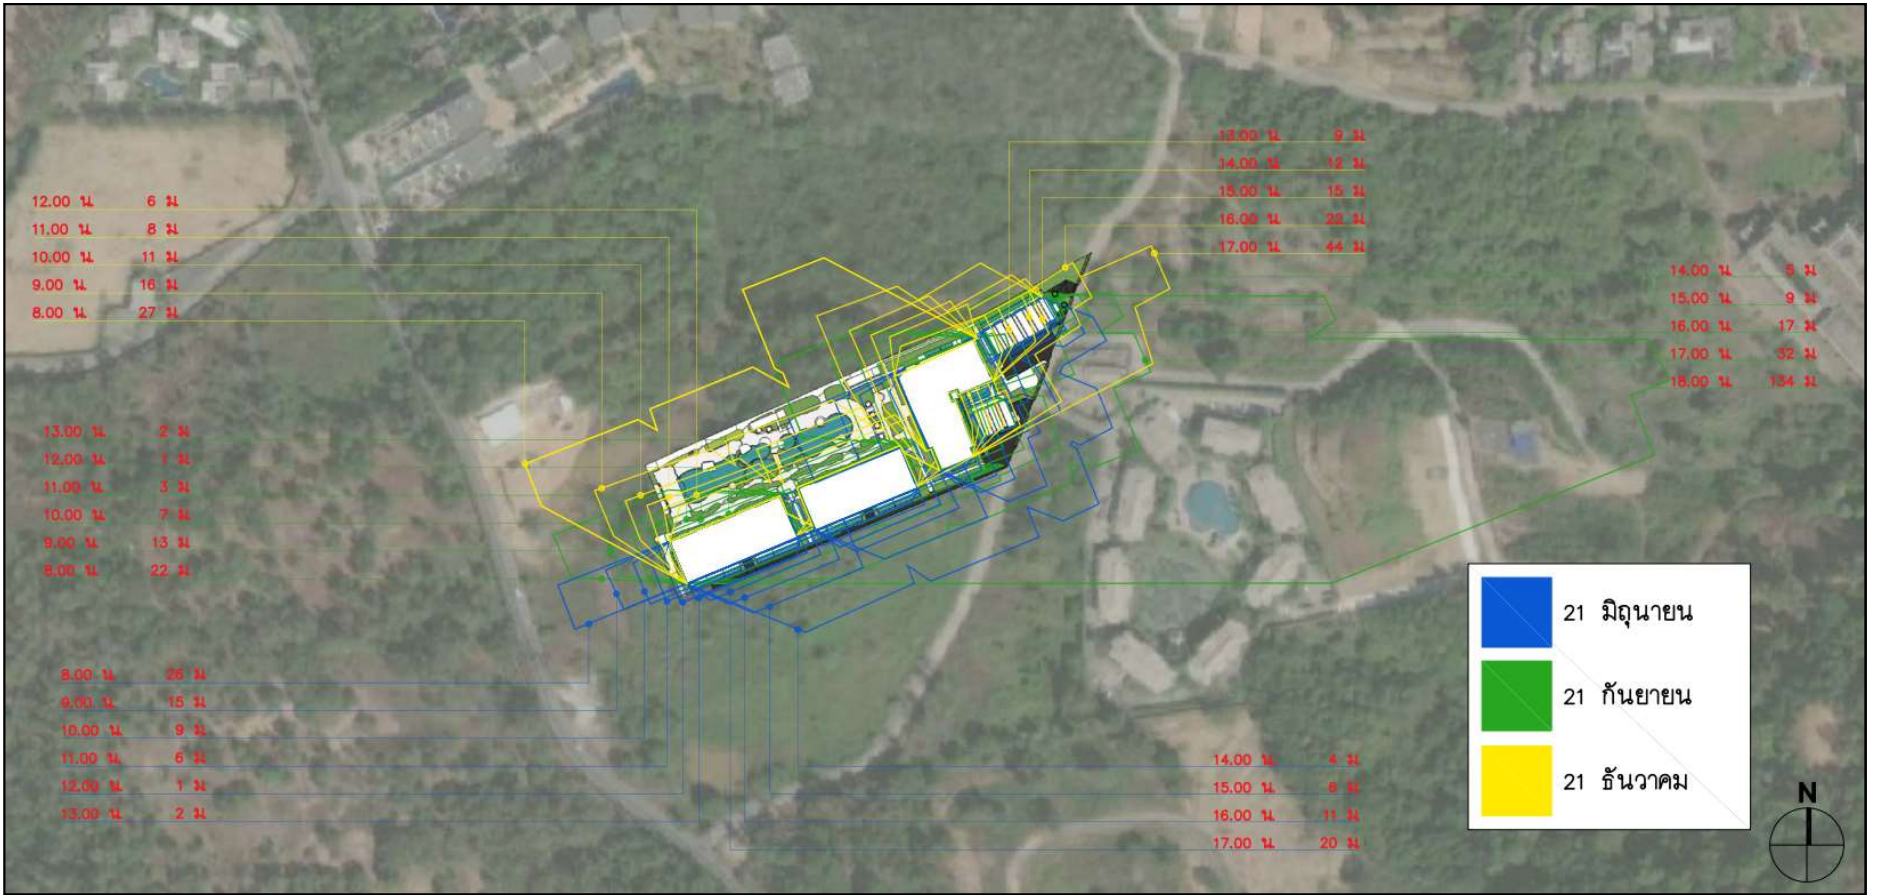 12.00 น. 6 ม
11.00 น. 8 ม
10.00 น. 11 ม
9.00 น. 16 ม
8.00 น. 27 ม
13.00 น. 9 ม
14.00 น. 12 ม
15.00 น. 15 ม
16.00 น. 22 ม
17.00 น. 44 ม
14.00 น. 5 ม
15.00 น. 9 ม
16.00 น. 17 ม
17.00 น. 32 ม
18.00 น. 134 ม
13.00 น. 2 ม
12.00 น. 1 ม
11.00 น. 3 ม
10.00 น. 7 ม
9.00 น. 13 ม
8.00 น. 22 ม
8.00 น. 26 ม
9.00 น. 15 ม
10.00 น. 9 ม
11.00 น. 6 ม
12.00 น. 1 ม
13.00 น. 2 ม
14.00 น. 4 ม
15.00 น. 6 ม
16.00 น. 11 ม
17.00 น. 20 ม
21 มิถุนายน
21 กันยายน
21 ธันวาคม
N